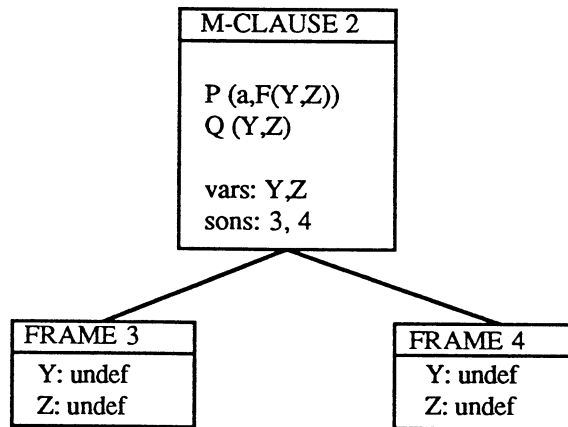 M-CLAUSE 2
P (a,F(Y,Z))
Q (Y,Z)
vars: Y,Z
sons: 3, 4
FRAME 3
Y: undef
Z: undef
FRAME 4
Y: undef
Z: undef